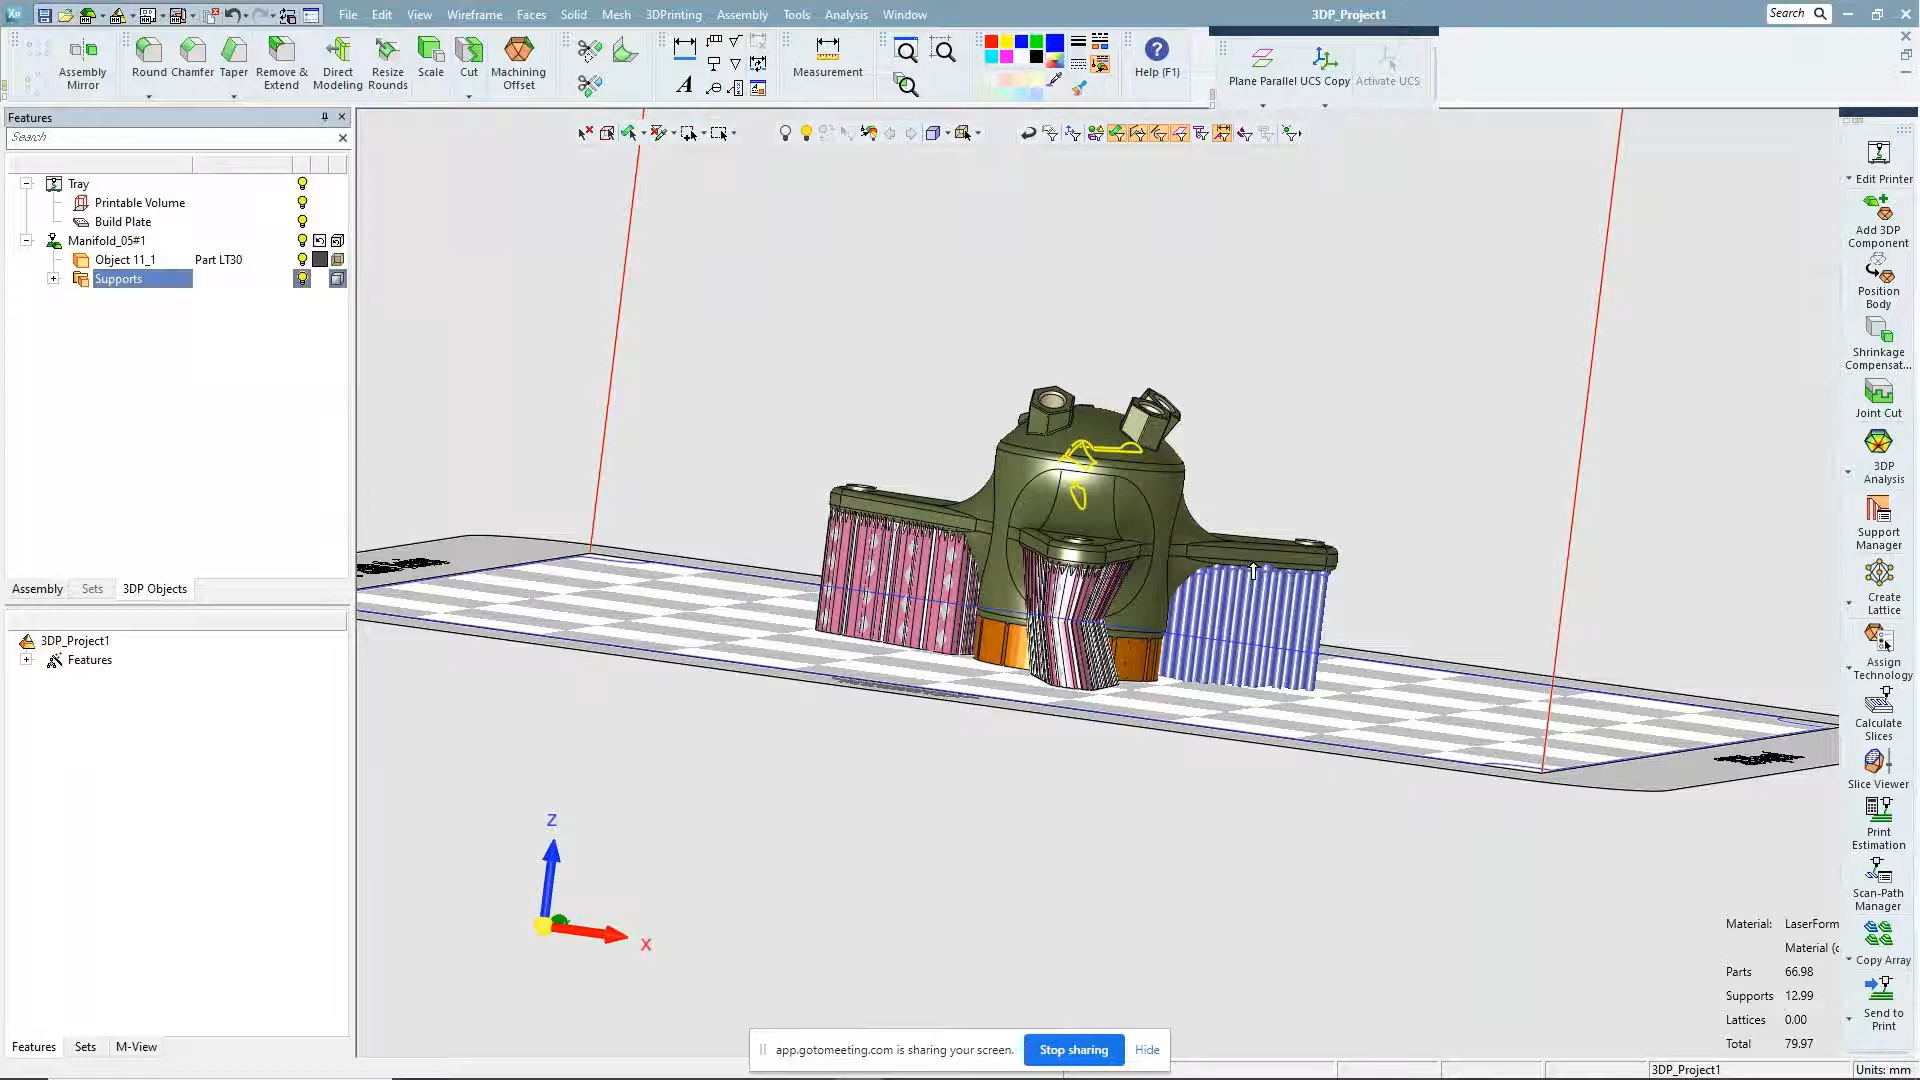 File Edit View Wireframe Faces Solid Mesh 3DPrinting Assembly Tools Analysis Window
3DP_Project1
Search
Assembly Mirror
Round
Chamfer
Taper
Remove & Extend
Direct Modeling
Resize Rounds
Scale
Cut
Machining Offset
A
Measurement
Help (F1)
Plane Parallel
UCS Copy
Activate UCS
Features
Search
Tray
Printable Volume
Build Plate
Manifold_05#1
Object 11_1 Part LT30
Supports
Assembly Sets 3DP Objects
3DP_Project1
Features
Features Sets M-View
Z
X
Edit Printer
Add 3DP Component
Position Body
Shrinkage Compensat...
Joint Cut
3DP Analysis
Support Manager
Create Lattice
Assign Technology
Calculate Slices
Slice Viewer
Print Estimation
Scan-Path Manager
Copy Array
Send to Print
Material: LaserForm
Material (c
Parts 66.98
Supports 12.99
Lattices 0.00
Total 79.97
app.gotomeeting.com is sharing your screen. Stop sharing Hide
3DP_Project1 Units: mm